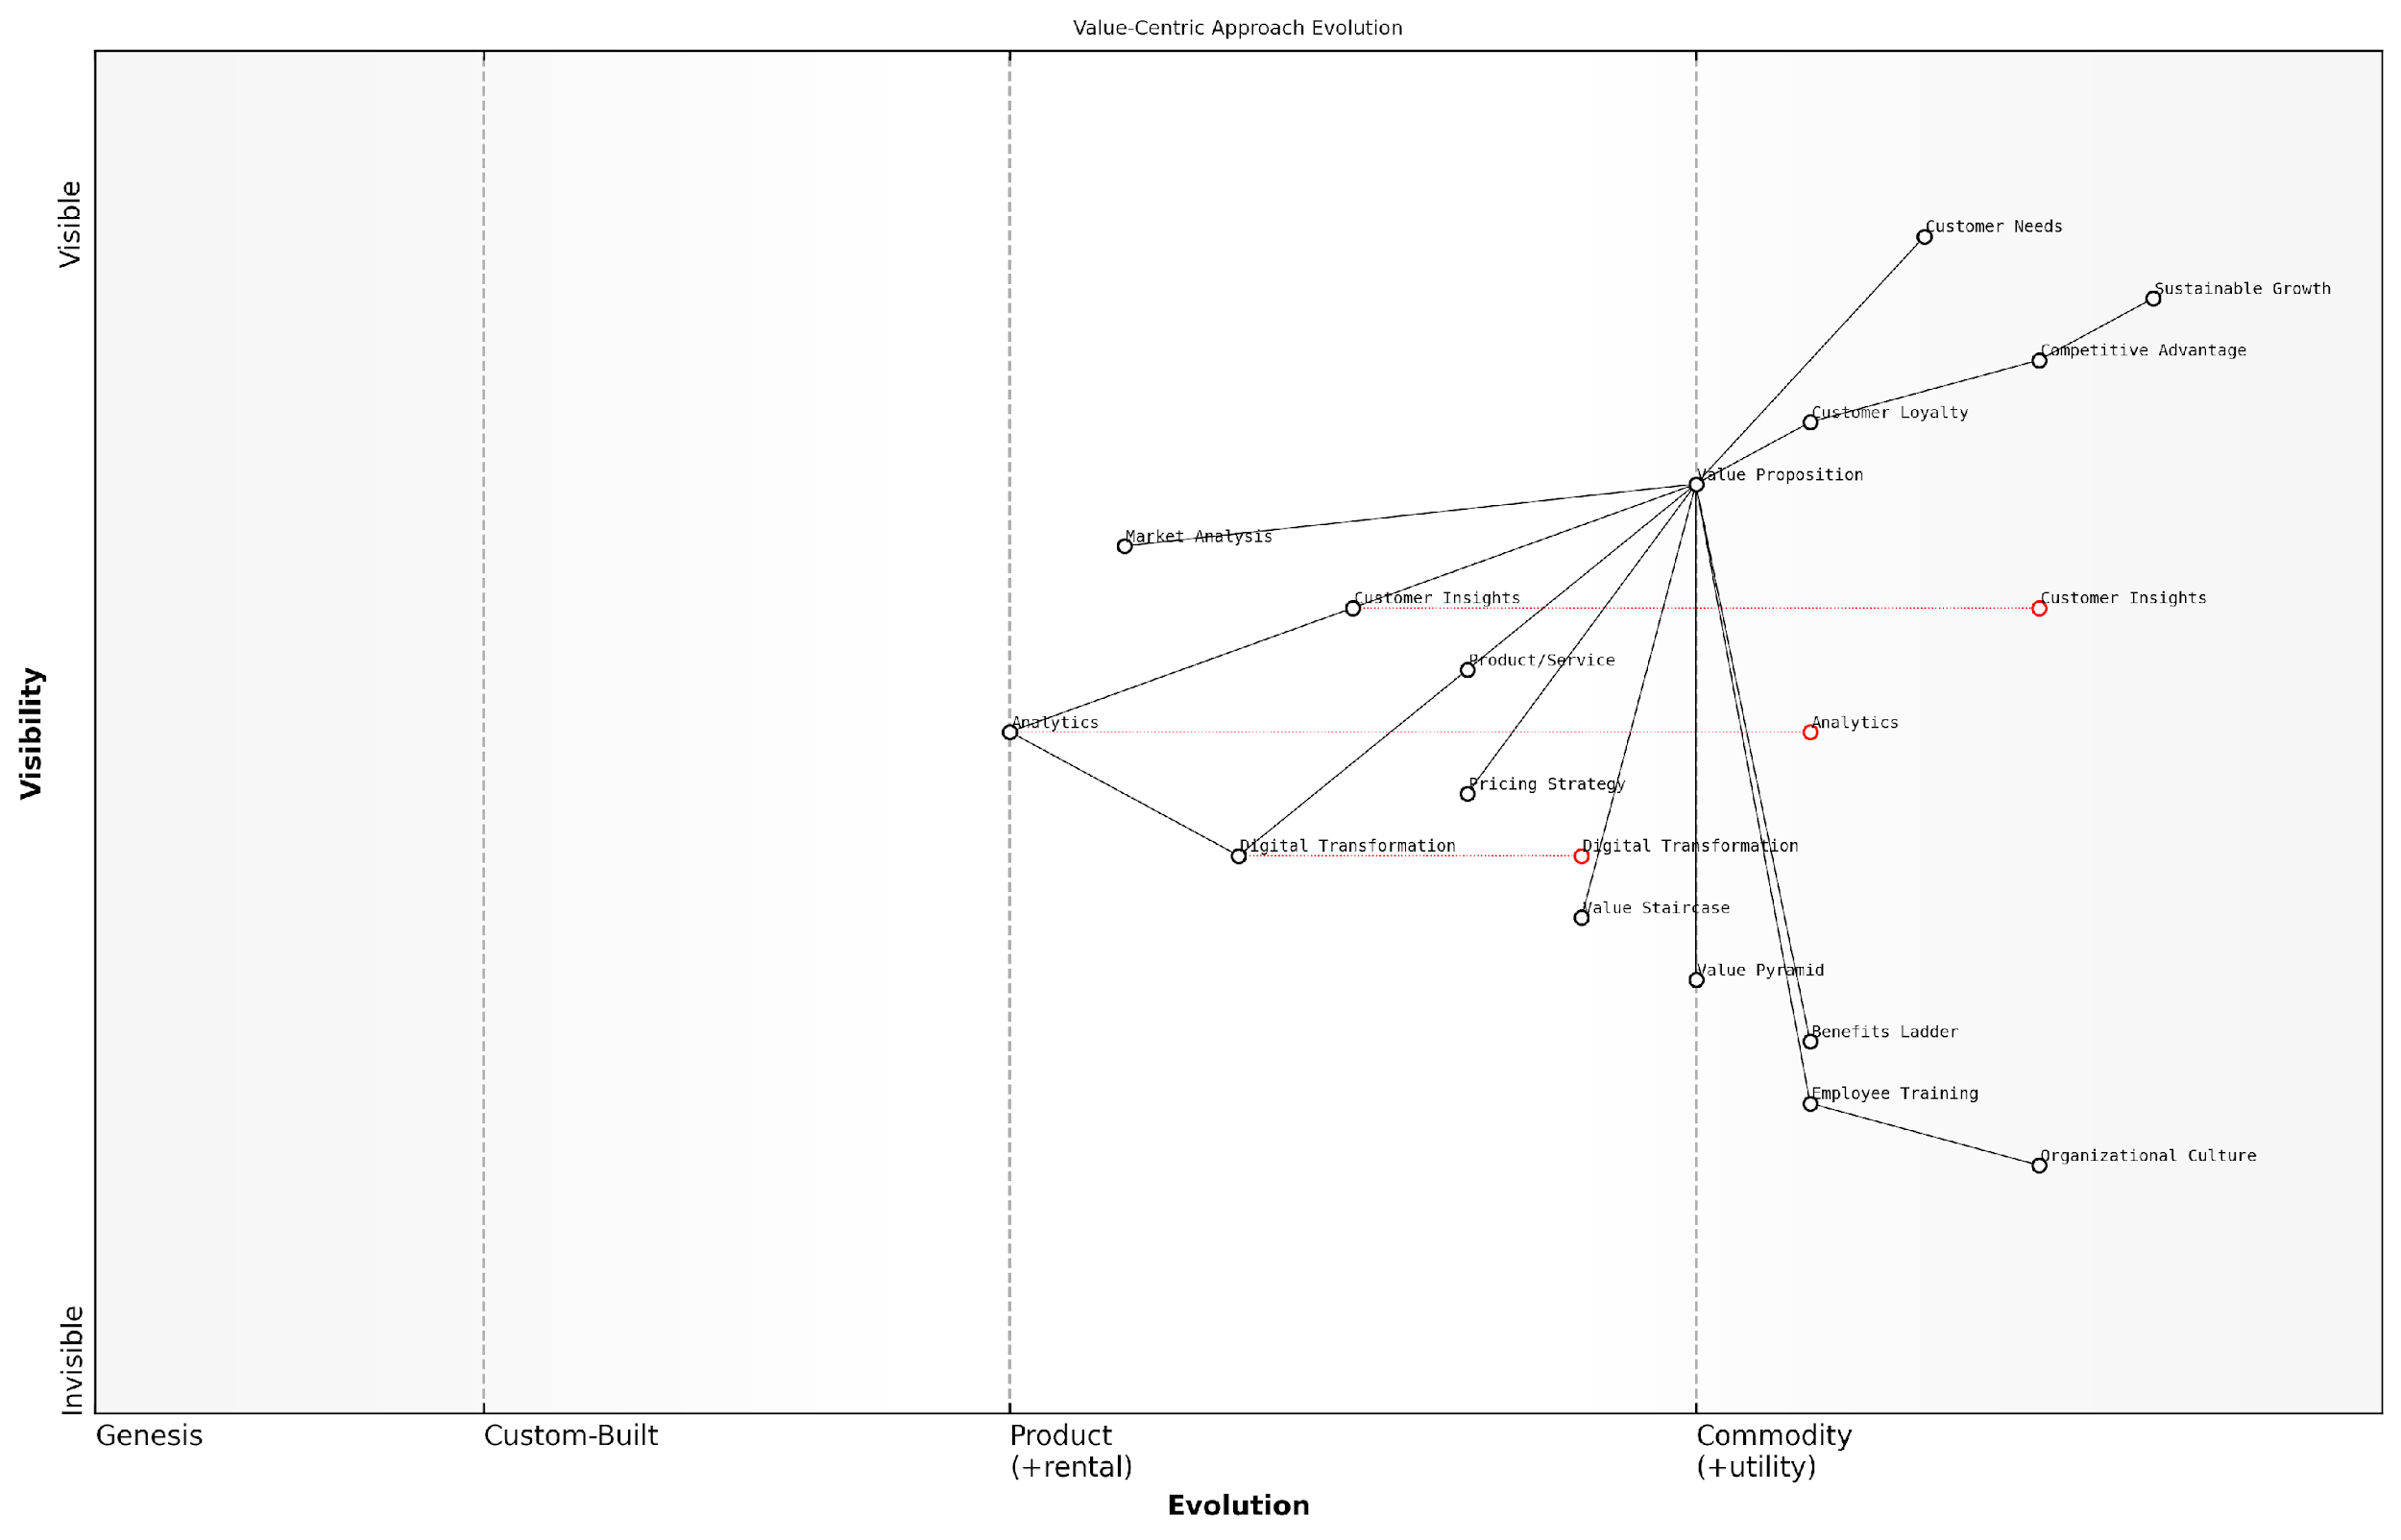 Value-Centric Approach Evolution
Visible
Customer Needs
Sustainable Growth
Competitive Advantage
Customer Loyalty
Value Proposition
Market Analysis
Customer Insights
Customer Insights
Product/Service
Visibility
Analytics
Analytics
Pricing Strategy
Digital Transformation
Digital Transformation
Value Staircase
Value Pyramid
Benefits Ladder
Employee Training
Organizational Culture
Invisible
Genesis
Custom-Built
Product
(+rental)
Commodity
(+utility)
Evolution